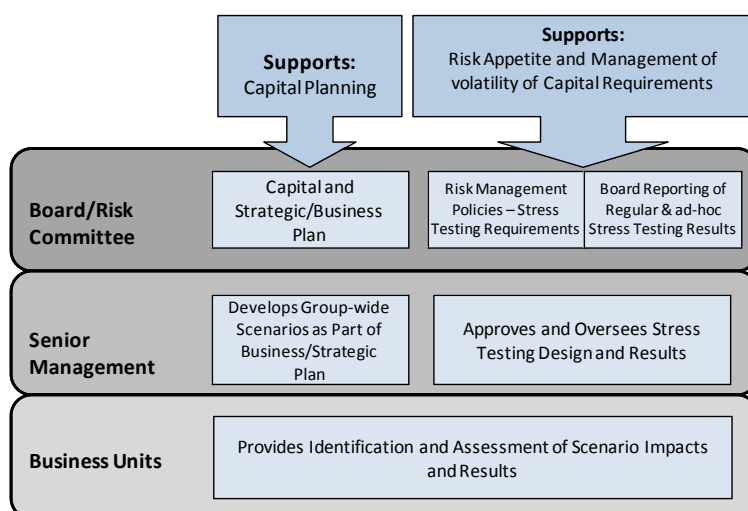 Supports:
Capital Planning
Supports:
Risk Appetite and Management of
volatility of Capital Requirements
Board/Risk
Committee
Capital and
Strategic/Business
Plan
Risk Management
Policies – Stress
Testing Requirements
Board Reporting of
Regular & ad-hoc
Stress Testing Results
Senior
Management
Develops Group-wide
Scenarios as Part of
Business/Strategic
Plan
Approves and Oversees Stress
Testing Design and Results
Business Units
Provides Identification and Assessment of Scenario Impacts
and Results